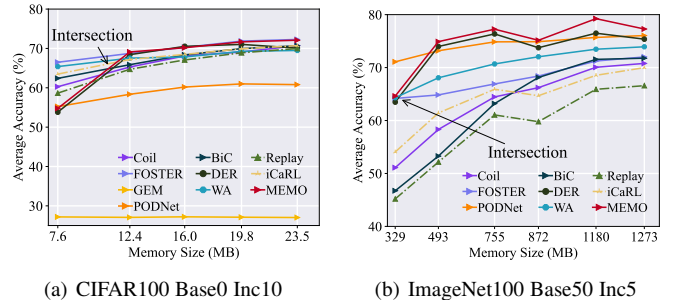 (a)
Average Accuracy (%)
80
70
60
50
40
30
Intersection
Coil
BiC
Replay
FOSTER
DER
iCaRL
GEM
WA
MEMO
PODNet
7.6
12.4
16.0
19.8
23.5
Memory Size (MB)
(a) CIFAR100 Base0 Inc10
(b)
Average Accuracy (%)
80
70
60
50
40
Intersection
Coil
BiC
Replay
FOSTER
DER
iCaRL
PODNet
WA
MEMO
329
493
755
872
1180
1273
Memory Size (MB)
(b) ImageNet100 Base50 Inc5